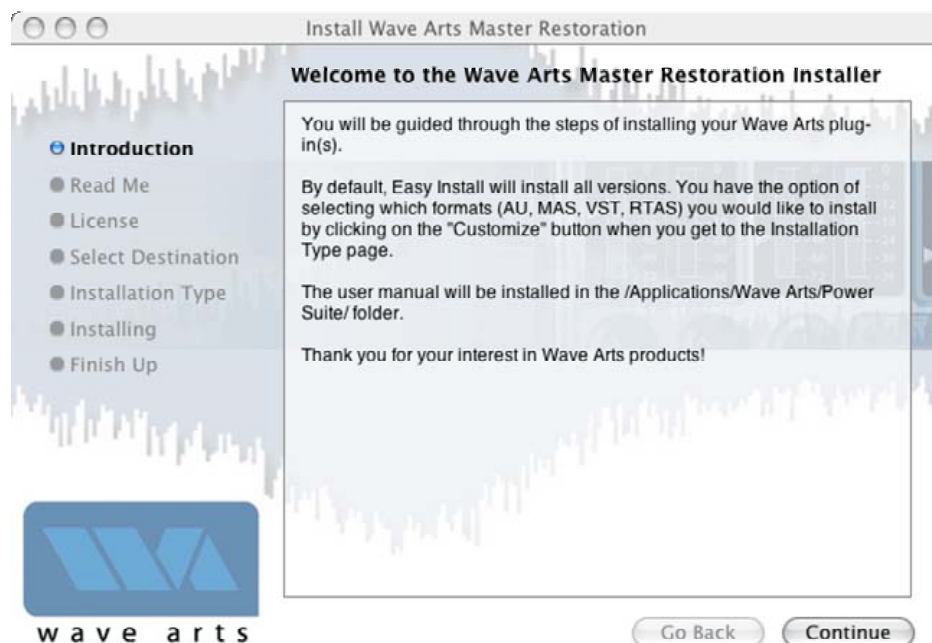 Install Wave Arts Master Restoration
Welcome to the Wave Arts Master Restoration Installer
Introduction
Read Me
License
Select Destination
Installation Type
Installing
Finish Up
You will be guided through the steps of installing your Wave Arts plug-
in(s).
By default, Easy Install will install all versions. You have the option of
selecting which formats (AU, MAS, VST, RTAS) you would like to install
by clicking on the "Customize" button when you get to the Installation
Type page.
The user manual will be installed in the /Applications/Wave Arts/Power
Suite/ folder.
Thank you for your interest in Wave Arts products!
wave arts
Go Back
Continue